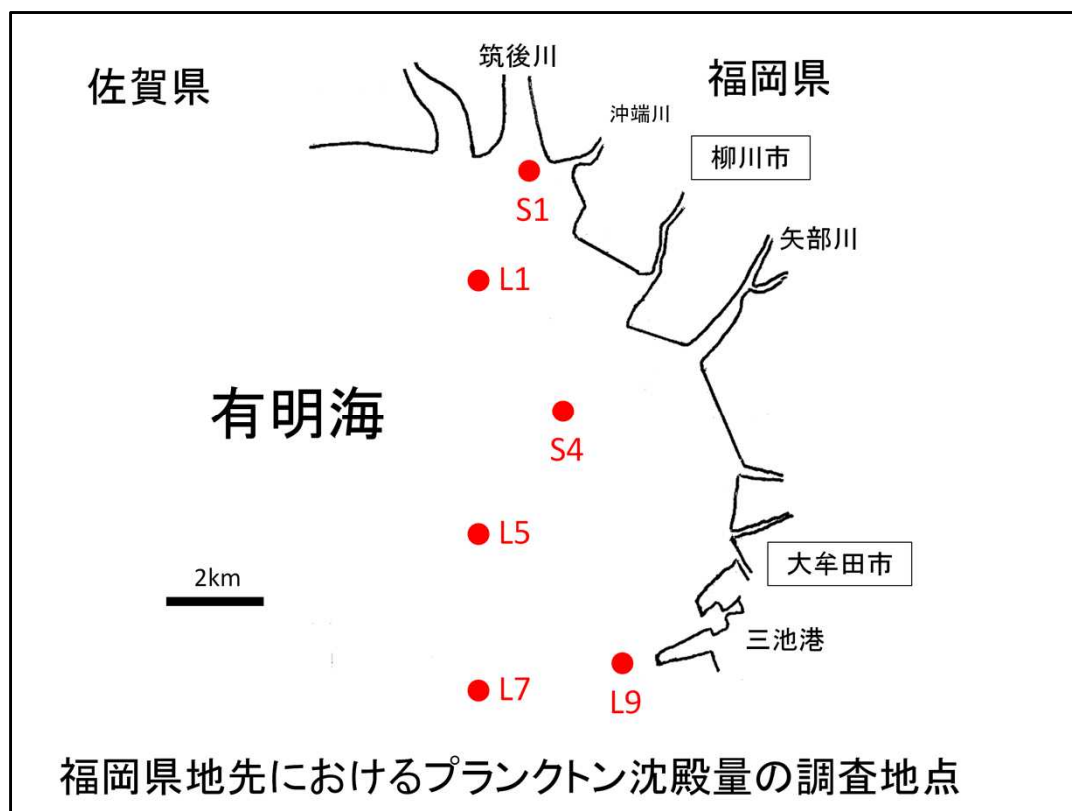 筑後川
佐賀県
福岡県
沖端川
柳川市
S1
矢部川
L1
有明海
S4
L5
2km
大牟田市
三池港
L7
L9
福岡県地先におけるプランクトン沈殿量の調査地点